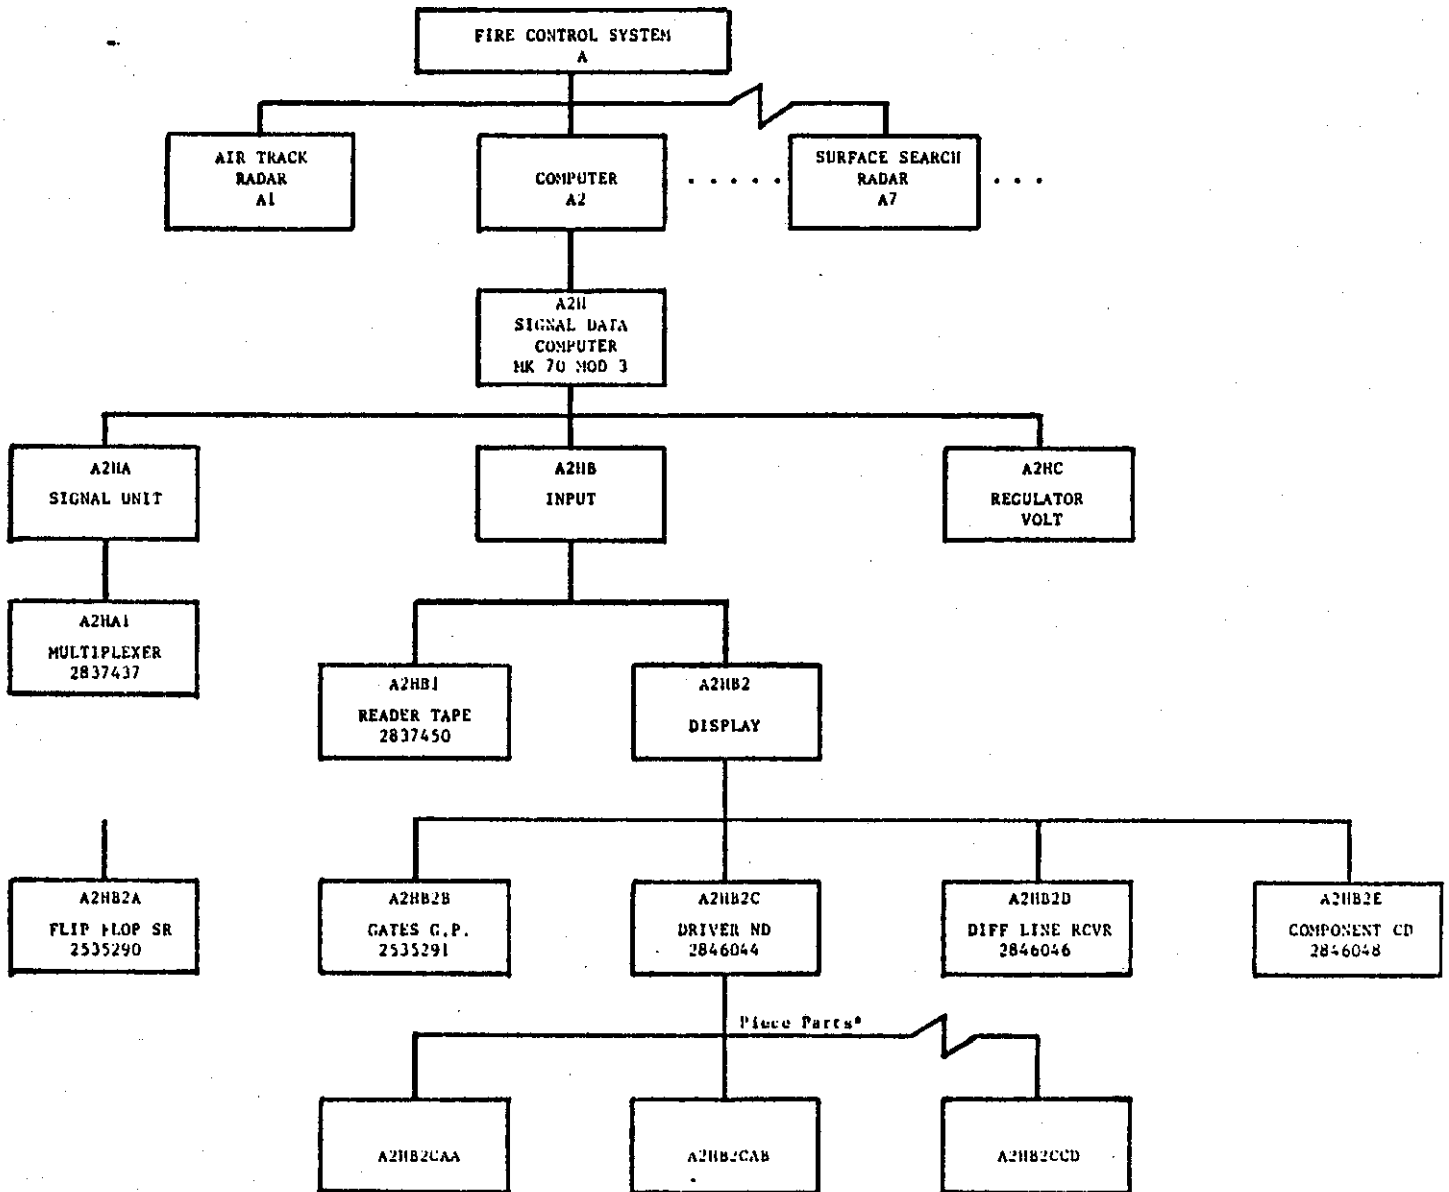 FIRE CONTROL SYSTEM
A
AIR TRACK
RADAR
A1
COMPUTER
A2
. . . . .
SURFACE SEARCH
RADAR
A7
. . .
A2H
SIGNAL DATA
COMPUTER
MK 70 MOD 3
A2HA
SIGNAL UNIT
A2HB
INPUT
A2HC
REGULATOR
VOLT
A2HA1
MULTIPLEXER
2837437
A2HB1
READER TAPE
2837450
A2HB2
DISPLAY
A2HB2A
FLIP FLOP SR
2535290
A2HB2B
GATES G.P.
2535291
A2HB2C
DRIVER ND
2846044
A2HB2D
DIFF LINE RCVR
2846046
A2HB2E
COMPONENT CD
2846048
Piece Parts*
A2HB2CAA
A2HB2CAB
A2HB2CCD